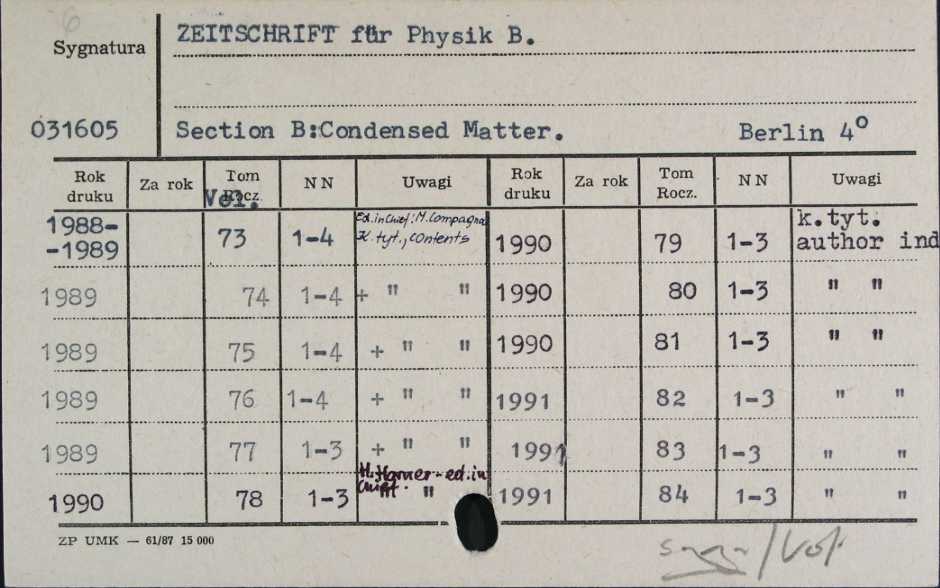 6
Sygnatura
ZEITSCHRIFT für Physik B.
031605
Section B:Condensed Matter. Berlin 4°
Rok druku Za rok Tom Rocz. Vol. NN Uwagi Rok druku Za rok Tom Rocz. NN Uwagi
1988-
-1989 73 1-4 Ed.in Chief: M. Compagna K.tyt., contents 1990 79 1-3 k.tyt. author ind
1989 74 1-4 + " " 1990 80 1-3 " "
1989 75 1-4 + " " 1990 81 1-3 " "
1989 76 1-4 + " " 1991 82 1-3 " "
1989 77 1-3 + " " 1991 83 1-3 " "
1990 78 1-3 H. Horner - ed. in Chief. " " 1991 84 1-3 " "
ZP UMK — 61/87 15 000
/Vol.